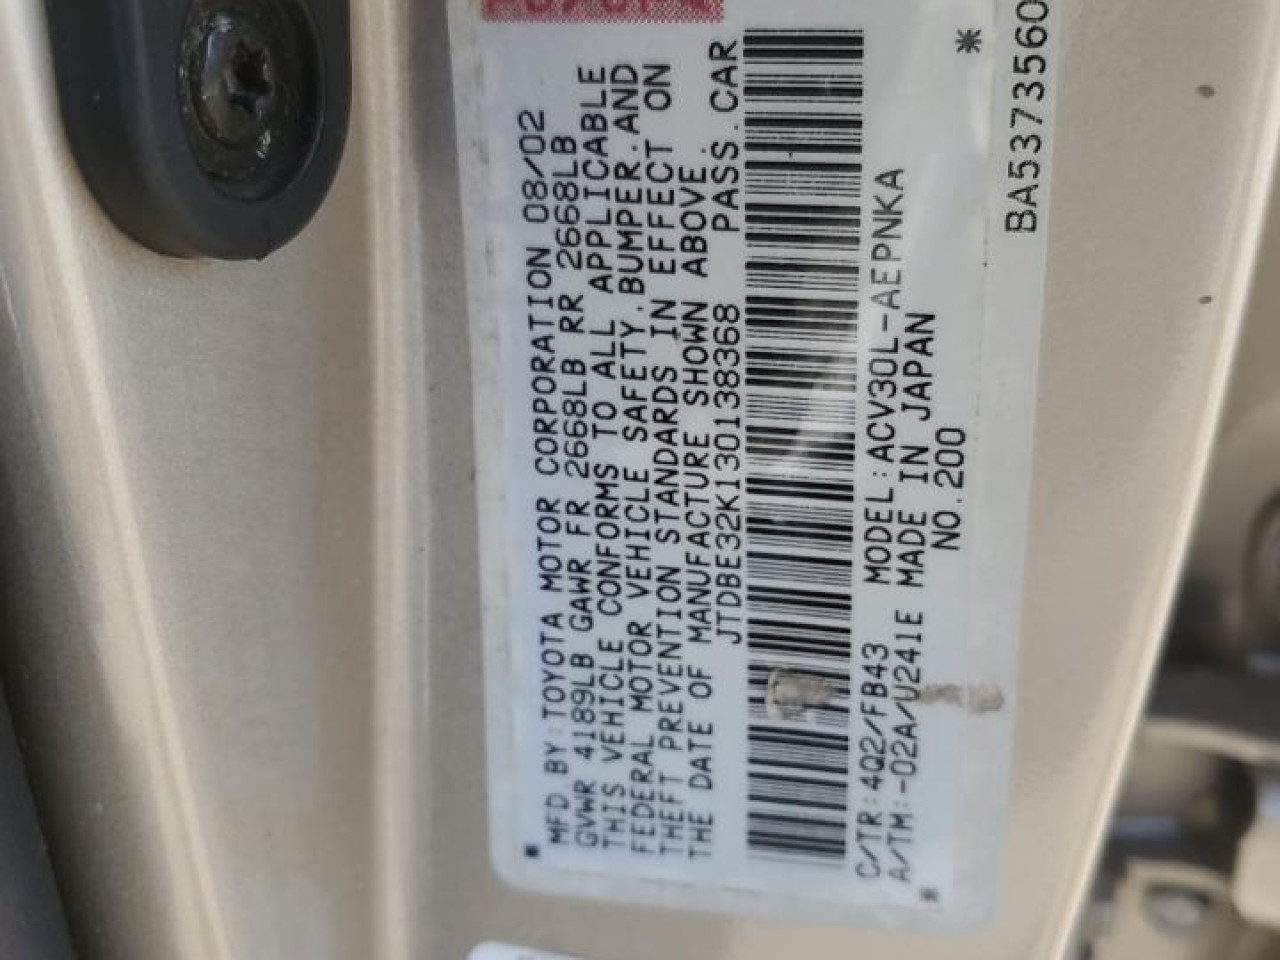 MFD BY:TOYOTA MOTOR CORPORATION 08/02
GVWR 4189LB GAWR FR 2668LB RR 2668LB
THIS VEHICLE CONFORMS TO ALL APPLICABLE
FEDERAL MOTOR VEHICLE SAFETY.BUMPER.AND
THEFT PREVENTION STANDARDS IN EFFECT ON
THE DATE OF MANUFACTURE SHOWN ABOVE.
JTDBE32K130138368 PASS.CAR
C/TR:4Q2/FB43 MODEL:ACV30L-AEPNKA
A/TM:-02A/U241E MADE IN JAPAN
NO.200
BA5373560